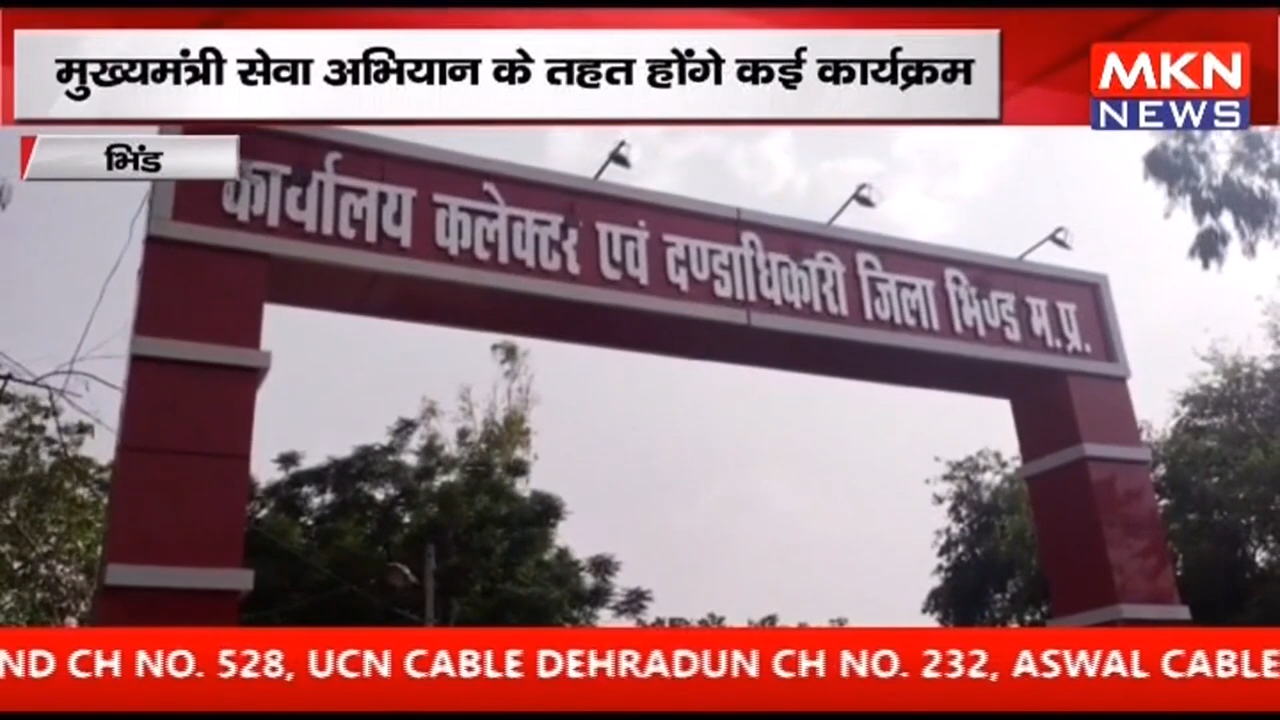 मुख्यमंत्री सेवा अभियान के तहत होंगे कई कार्यक्रम
MKN
NEWS
भिंड
कार्यालय कलेक्टर एवं दण्डाधिकारी जिला भिण्ड म.प्र.
ND CH NO. 528, UCN CABLE DEHRADUN CH NO. 232, ASWAL CABLE